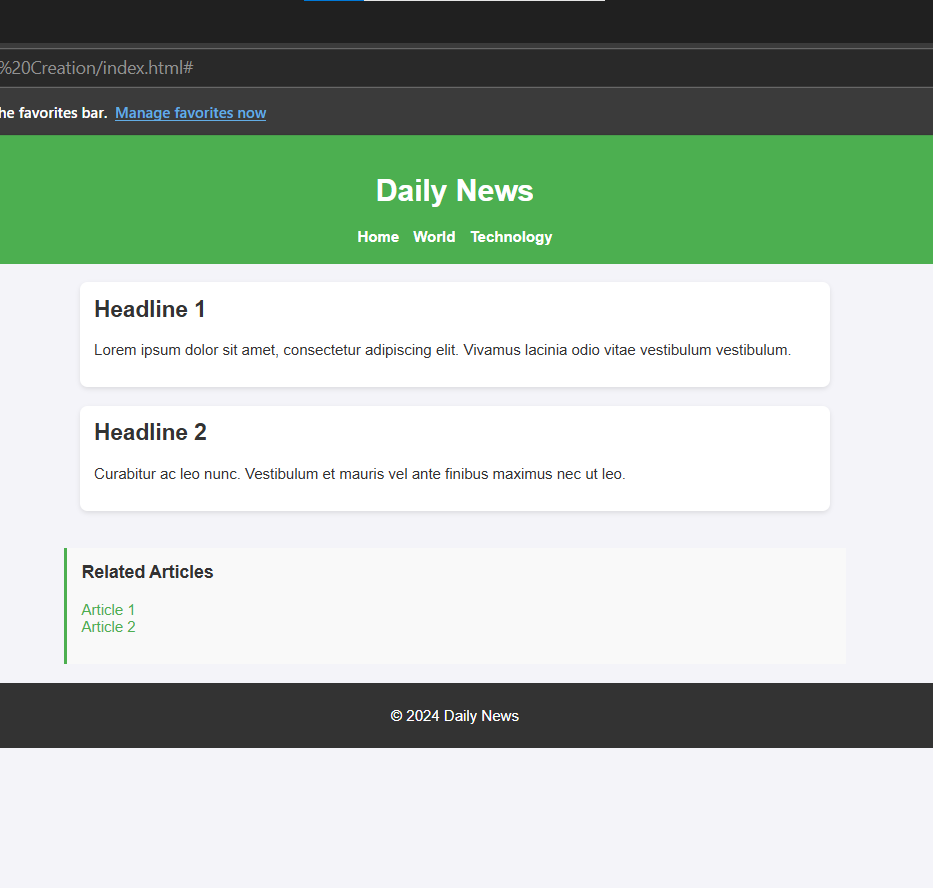 %20Creation/index.html#
he favorites bar. Manage favorites now
Daily News
Home World Technology
Headline 1
Lorem ipsum dolor sit amet, consectetur adipiscing elit. Vivamus lacinia odio vitae vestibulum vestibulum.
Headline 2
Curabitur ac leo nunc. Vestibulum et mauris vel ante finibus maximus nec ut leo.
Related Articles
Article 1
Article 2
© 2024 Daily News